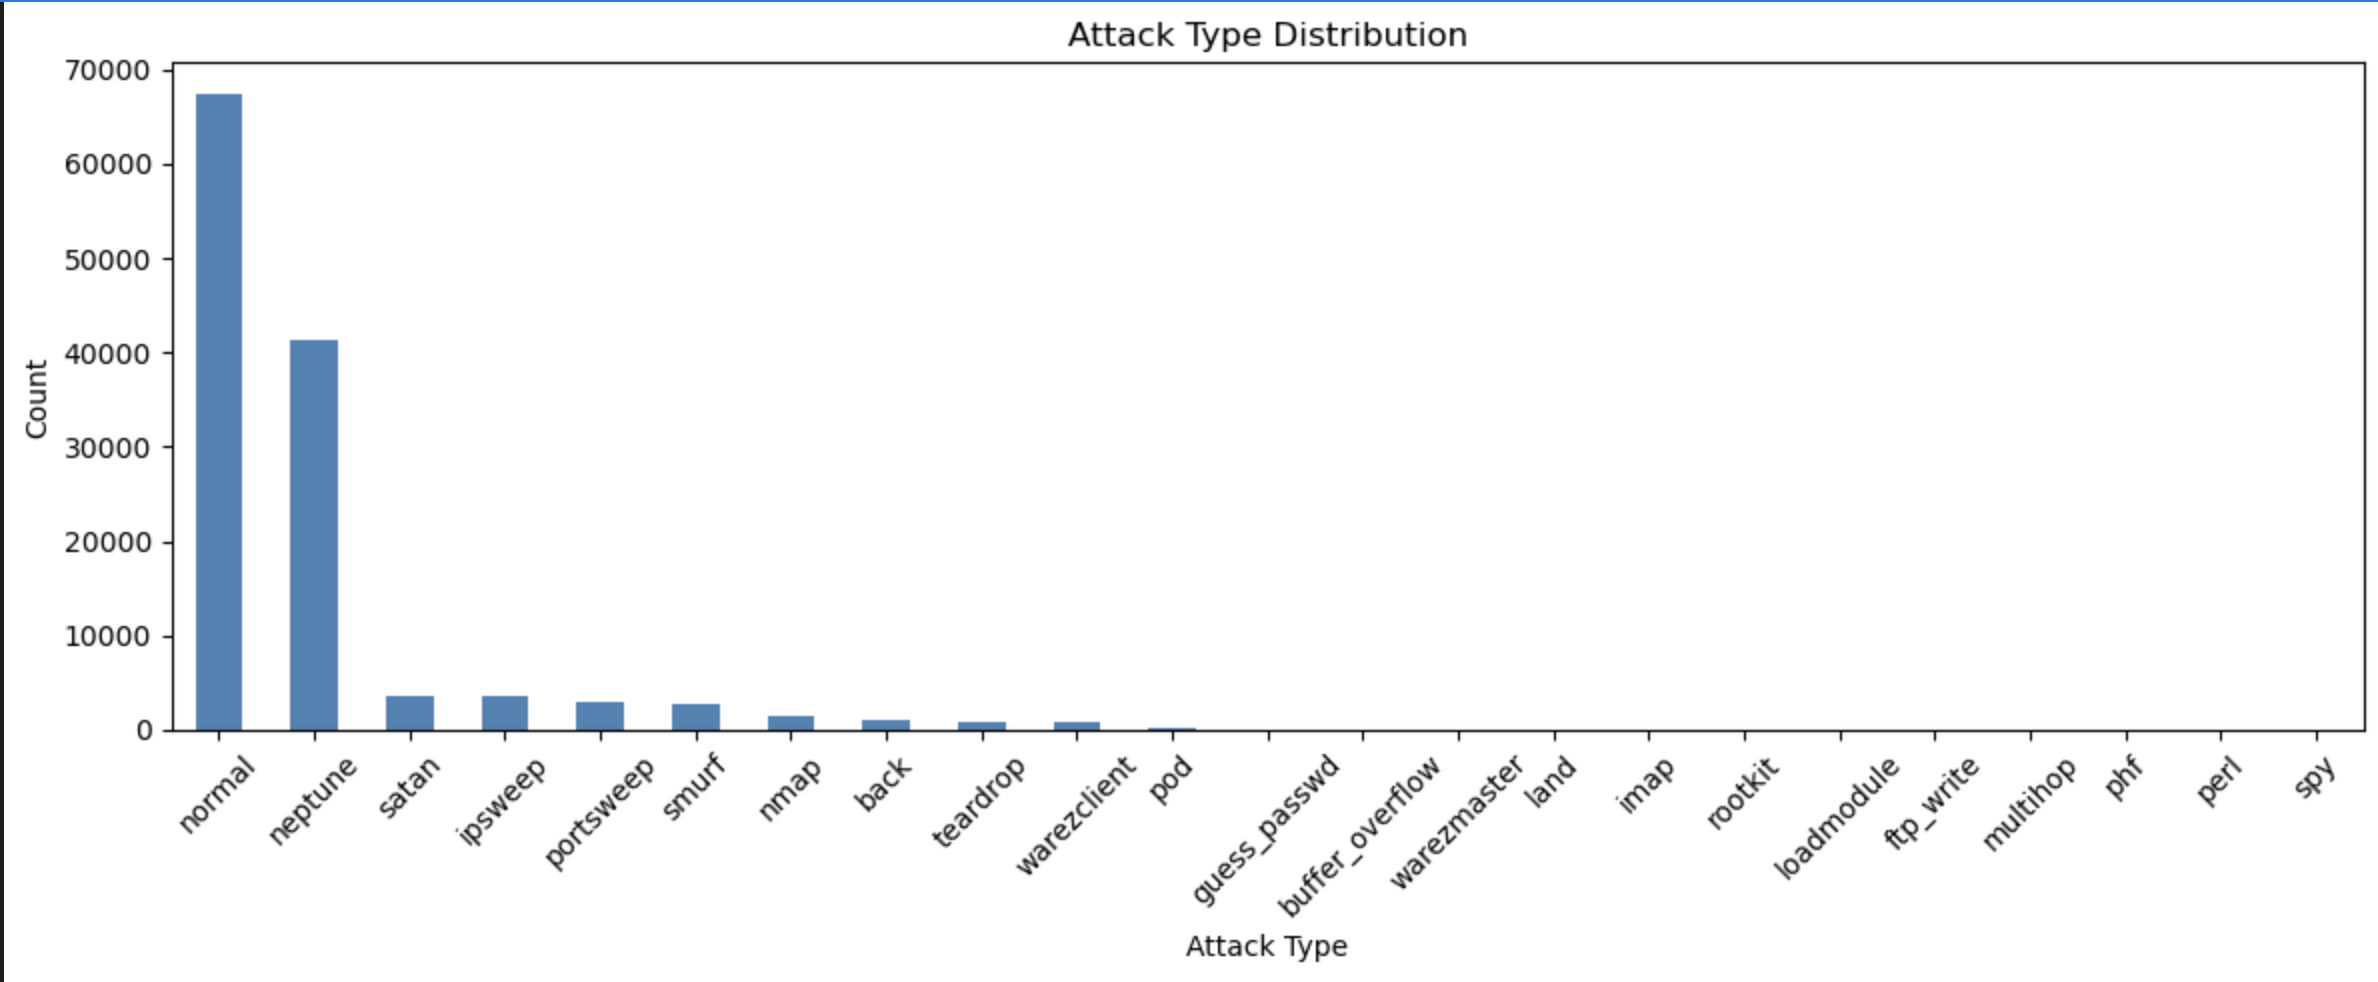 Attack Type Distribution
70000
60000
50000
40000
30000
20000
10000
0
Count
normal
neptune
satan
ipsweep
portsweep
smurf
nmap
back
teardrop
warezclient
pod
guess_passwd
buffer_overflow
warezmaster
land
imap
rootkit
loadmodule
ftp_write
multihop
phf
perl
spy
Attack Type